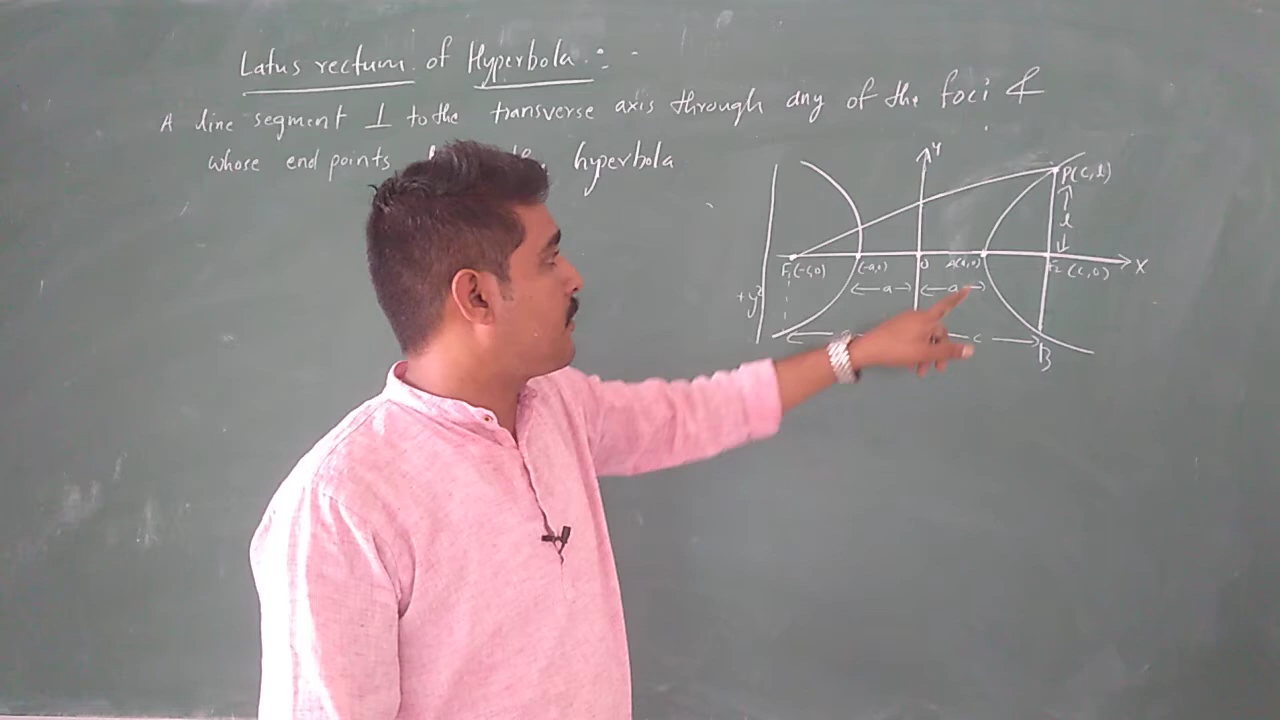 Latus rectum of Hyperbola :-
A line segment ⊥ to the transverse axis through any of the foci &
whose end points hyperbola
Y
P(c, l)
l
F₁(-c,0) (-a,0) O A(a,0) F₂ (c,0) X
+y² a a
c
B